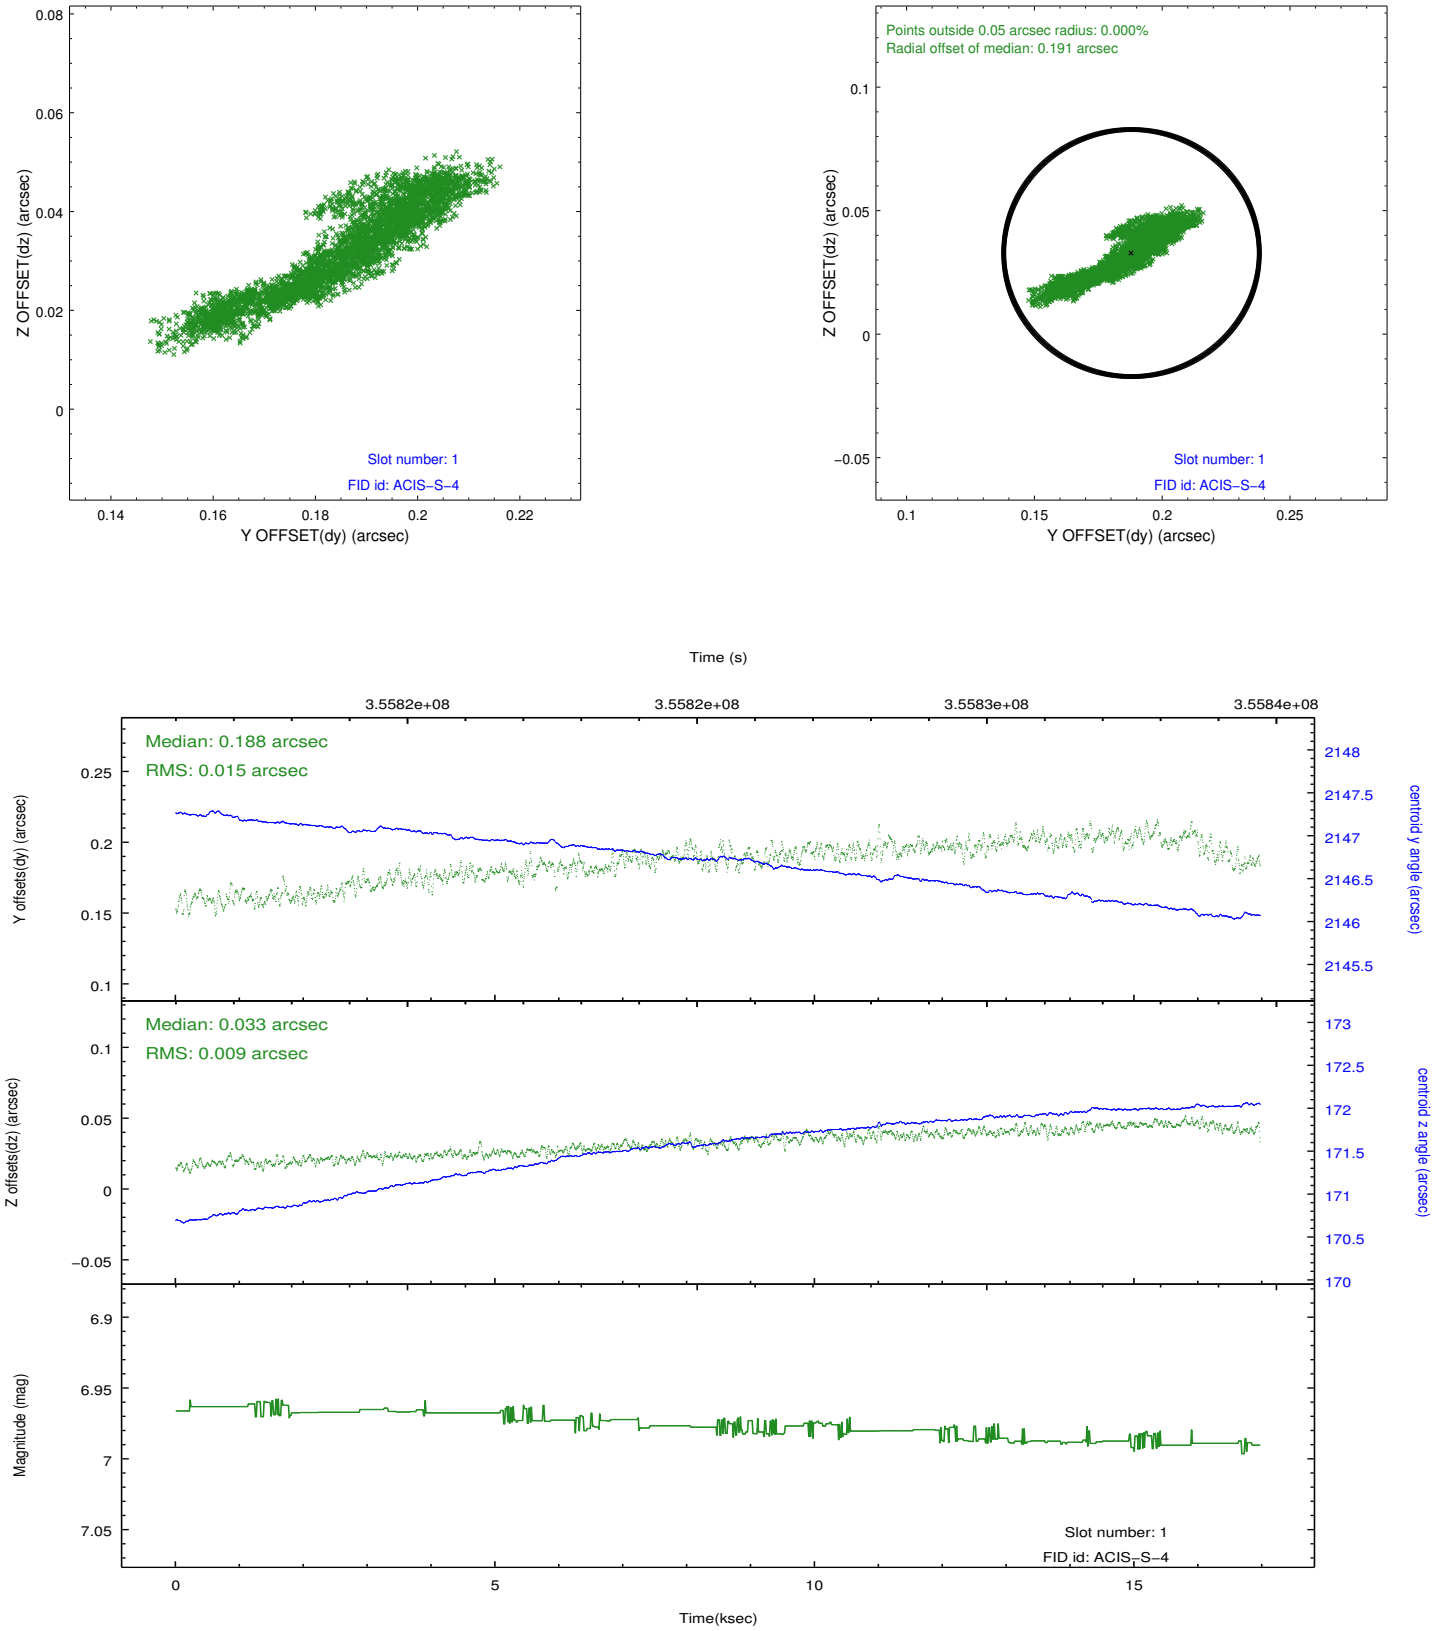 0.08
0.06
0.04
0.02
0
Z OFFSET(dz) (arcsec)
Slot number: 1
FID id: ACIS−S−4
0.14
0.16
0.18
0.2
0.22
Y OFFSET(dy) (arcsec)
Points outside 0.05 arcsec radius: 0.000%
Radial offset of median: 0.191 arcsec
0.1
0.05
0
−0.05
Z OFFSET(dz) (arcsec)
Slot number: 1
FID id: ACIS−S−4
0.1
0.15
0.2
0.25
Y OFFSET(dy) (arcsec)
Time (s)
3.5582e+08
3.5582e+08
3.5583e+08
3.5584e+08
Median: 0.188 arcsec
RMS: 0.015 arcsec
0.25
0.2
0.15
0.1
Y offsets(dy) (arcsec)
2148
2147.5
2147
2146.5
2146
2145.5
centroid y angle (arcsec)
Median: 0.033 arcsec
RMS: 0.009 arcsec
0.1
0.05
0
−0.05
Z offsets(dz) (arcsec)
173
172.5
172
171.5
171
170.5
170
centroid z angle (arcsec)
6.9
6.95
7
7.05
Magnitude (mag)
Slot number: 1
FID id: ACIS−S−4
0
5
10
15
Time(ksec)